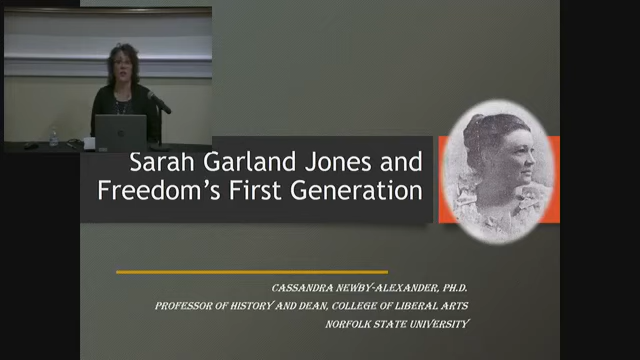 Sarah Garland Jones and
Freedom's First Generation
CASSANDRA NEWBY-ALEXANDER, PH.D.
PROFESSOR OF HISTORY AND DEAN, COLLEGE OF LIBERAL ARTS
NORFOLK STATE UNIVERSITY